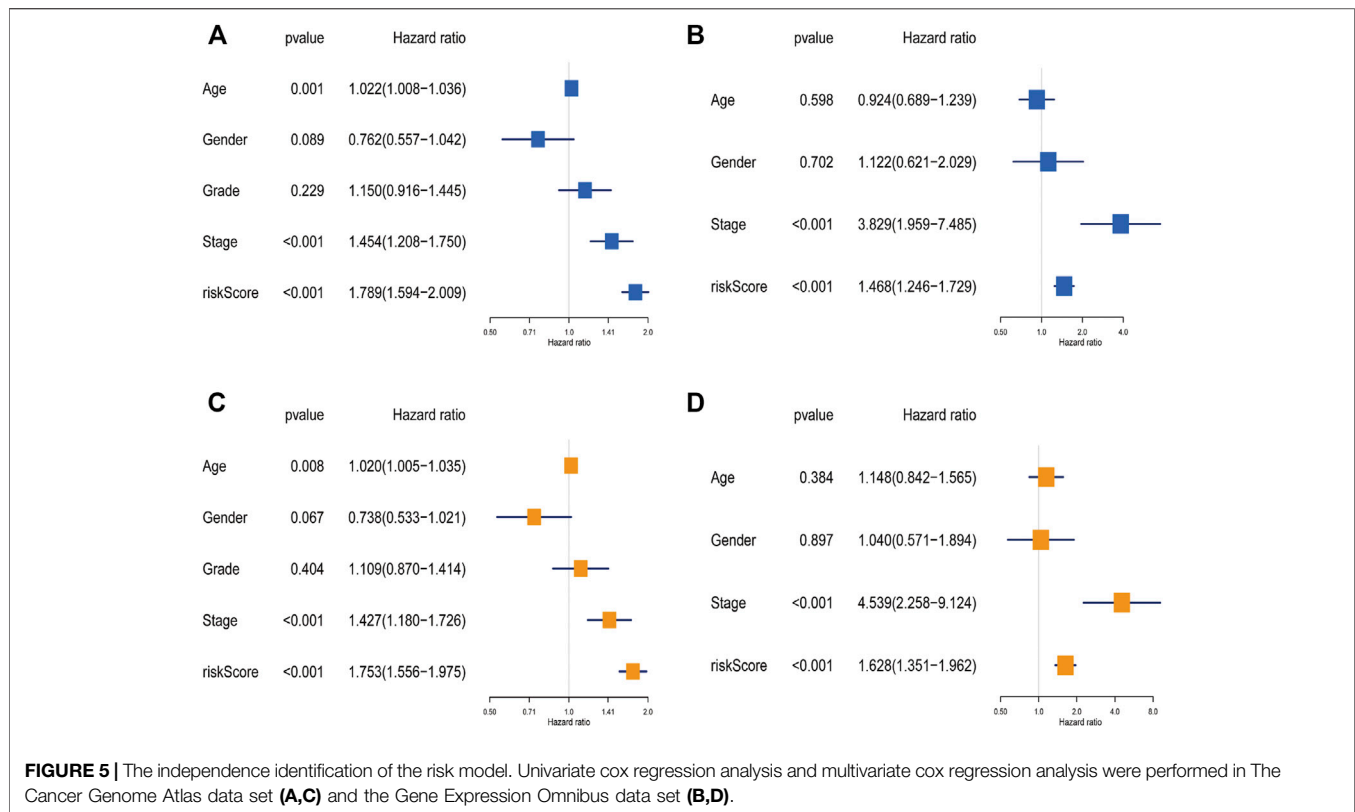 A
pvalue Hazard ratio
Age 0.001 1.022(1.008−1.036)
Gender 0.089 0.762(0.557−1.042)
Grade 0.229 1.150(0.916−1.445)
Stage <0.001 1.454(1.208−1.750)
riskScore <0.001 1.789(1.594−2.009)
0.50 0.71 1.0 1.41 2.0
Hazard ratio
B
pvalue Hazard ratio
Age 0.598 0.924(0.689−1.239)
Gender 0.702 1.122(0.621−2.029)
Stage <0.001 3.829(1.959−7.485)
riskScore <0.001 1.468(1.246−1.729)
0.50 1.0 2.0 4.0
Hazard ratio
C
pvalue Hazard ratio
Age 0.008 1.020(1.005−1.035)
Gender 0.067 0.738(0.533−1.021)
Grade 0.404 1.109(0.870−1.414)
Stage <0.001 1.427(1.180−1.726)
riskScore <0.001 1.753(1.556−1.975)
0.50 0.71 1.0 1.41 2.0
Hazard ratio
D
pvalue Hazard ratio
Age 0.384 1.148(0.842−1.565)
Gender 0.897 1.040(0.571−1.894)
Stage <0.001 4.539(2.258−9.124)
riskScore <0.001 1.628(1.351−1.962)
0.50 1.0 2.0 4.0 8.0
Hazard ratio
FIGURE 5 | The independence identification of the risk model. Univariate cox regression analysis and multivariate cox regression analysis were performed in The
Cancer Genome Atlas data set (A,C) and the Gene Expression Omnibus data set (B,D).